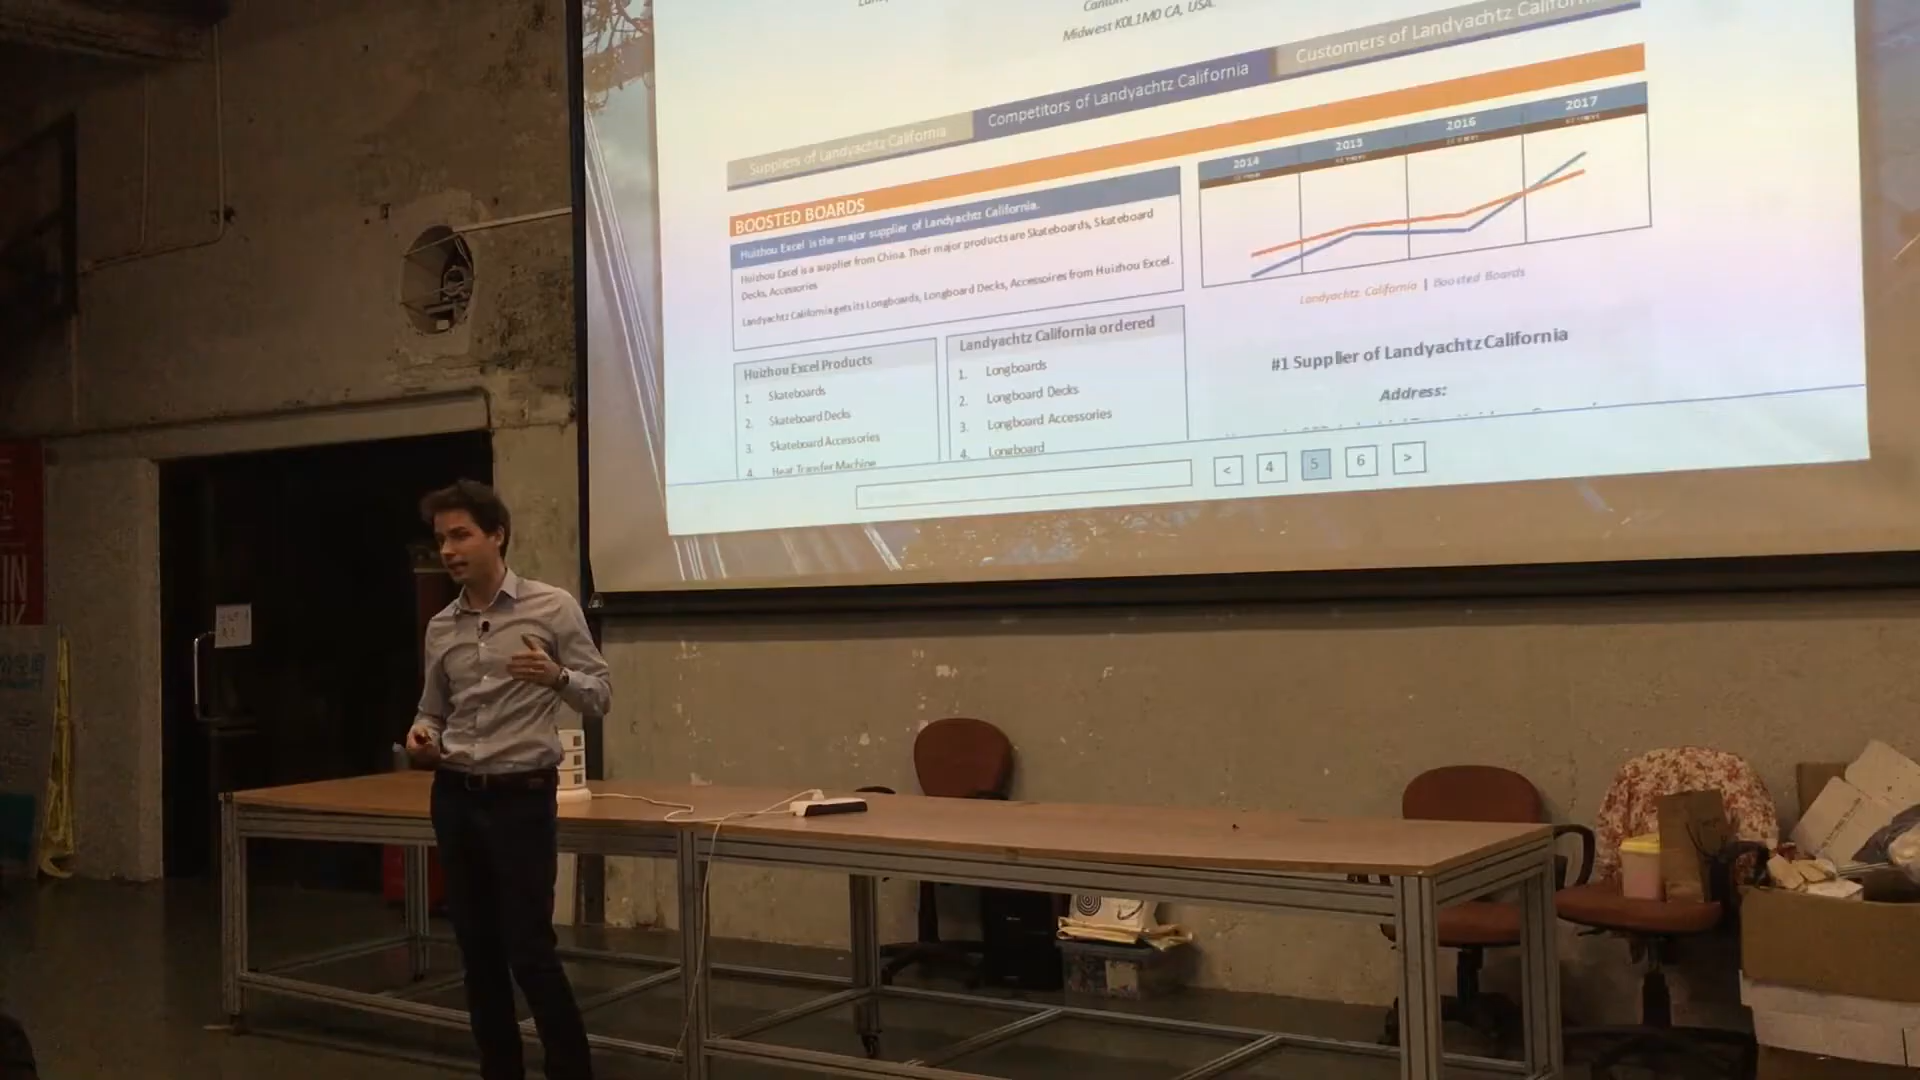 Midwest K0L1M0 CA, USA.
Suppliers of Landyachtz California
Competitors of Landyachtz California
Customers of Landyachtz
BOOSTED BOARDS
Huizhou Excel is the major supplier of Landyachtz California.
Huizhou Excel is a supplier from China. Their major products are Skateboards, Skateboard
Decks, Accessories
Landyachtz California gets its Longboards, Longboard Decks, Accessoires from Huizhou Excel.
Huizhou Excel Products
1. Skateboards
2. Skateboard Decks
3. Skateboard Accessories
4. Heat Transfer Machine
Landyachtz California ordered
1. Longboards
2. Longboard Decks
3. Longboard Accessories
4. Longboard
2014
2015
2016
2017
Landyachtz California | Boosted Boards
#1 Supplier of Landyachtz California
Address:
< 4 5 6 >
IN